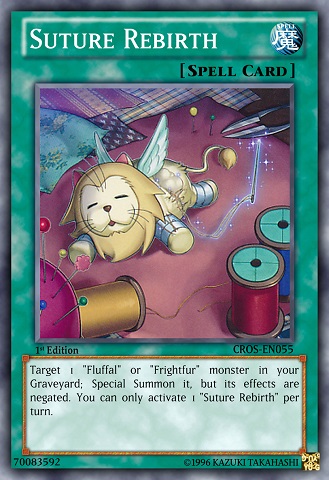 SUTURE REBIRTH
[SPELL CARD]
1st Edition
CROS-EN055
Target 1 "Fluffal" or "Frightfur" monster in your
Graveyard; Special Summon it, but its effects are
negated. You can only activate 1 "Suture Rebirth" per
turn.
70083592
©1996 KAZUKI TAKAHASHI